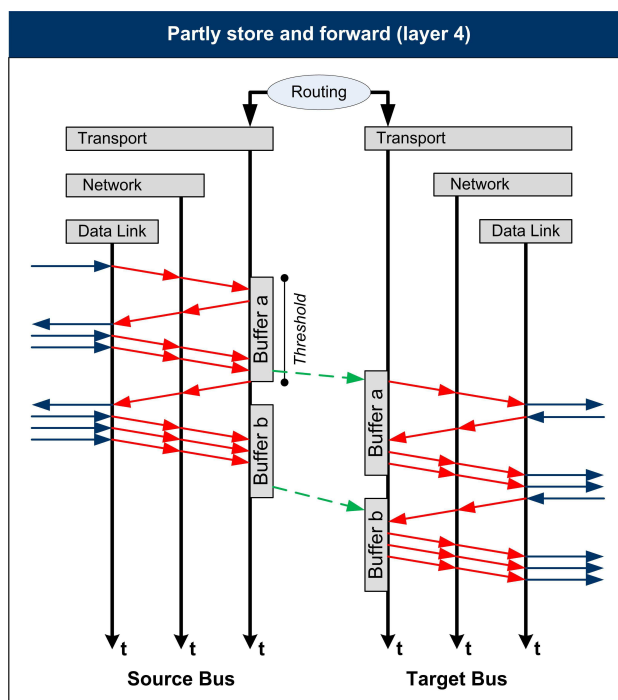 Partly store and forward (layer 4)
Routing
Transport
Transport
Network
Network
Data Link
Data Link
Buffer a
Threshold
Buffer a
Buffer b
Buffer b
t
t
t
t
t
t
Source Bus
Target Bus